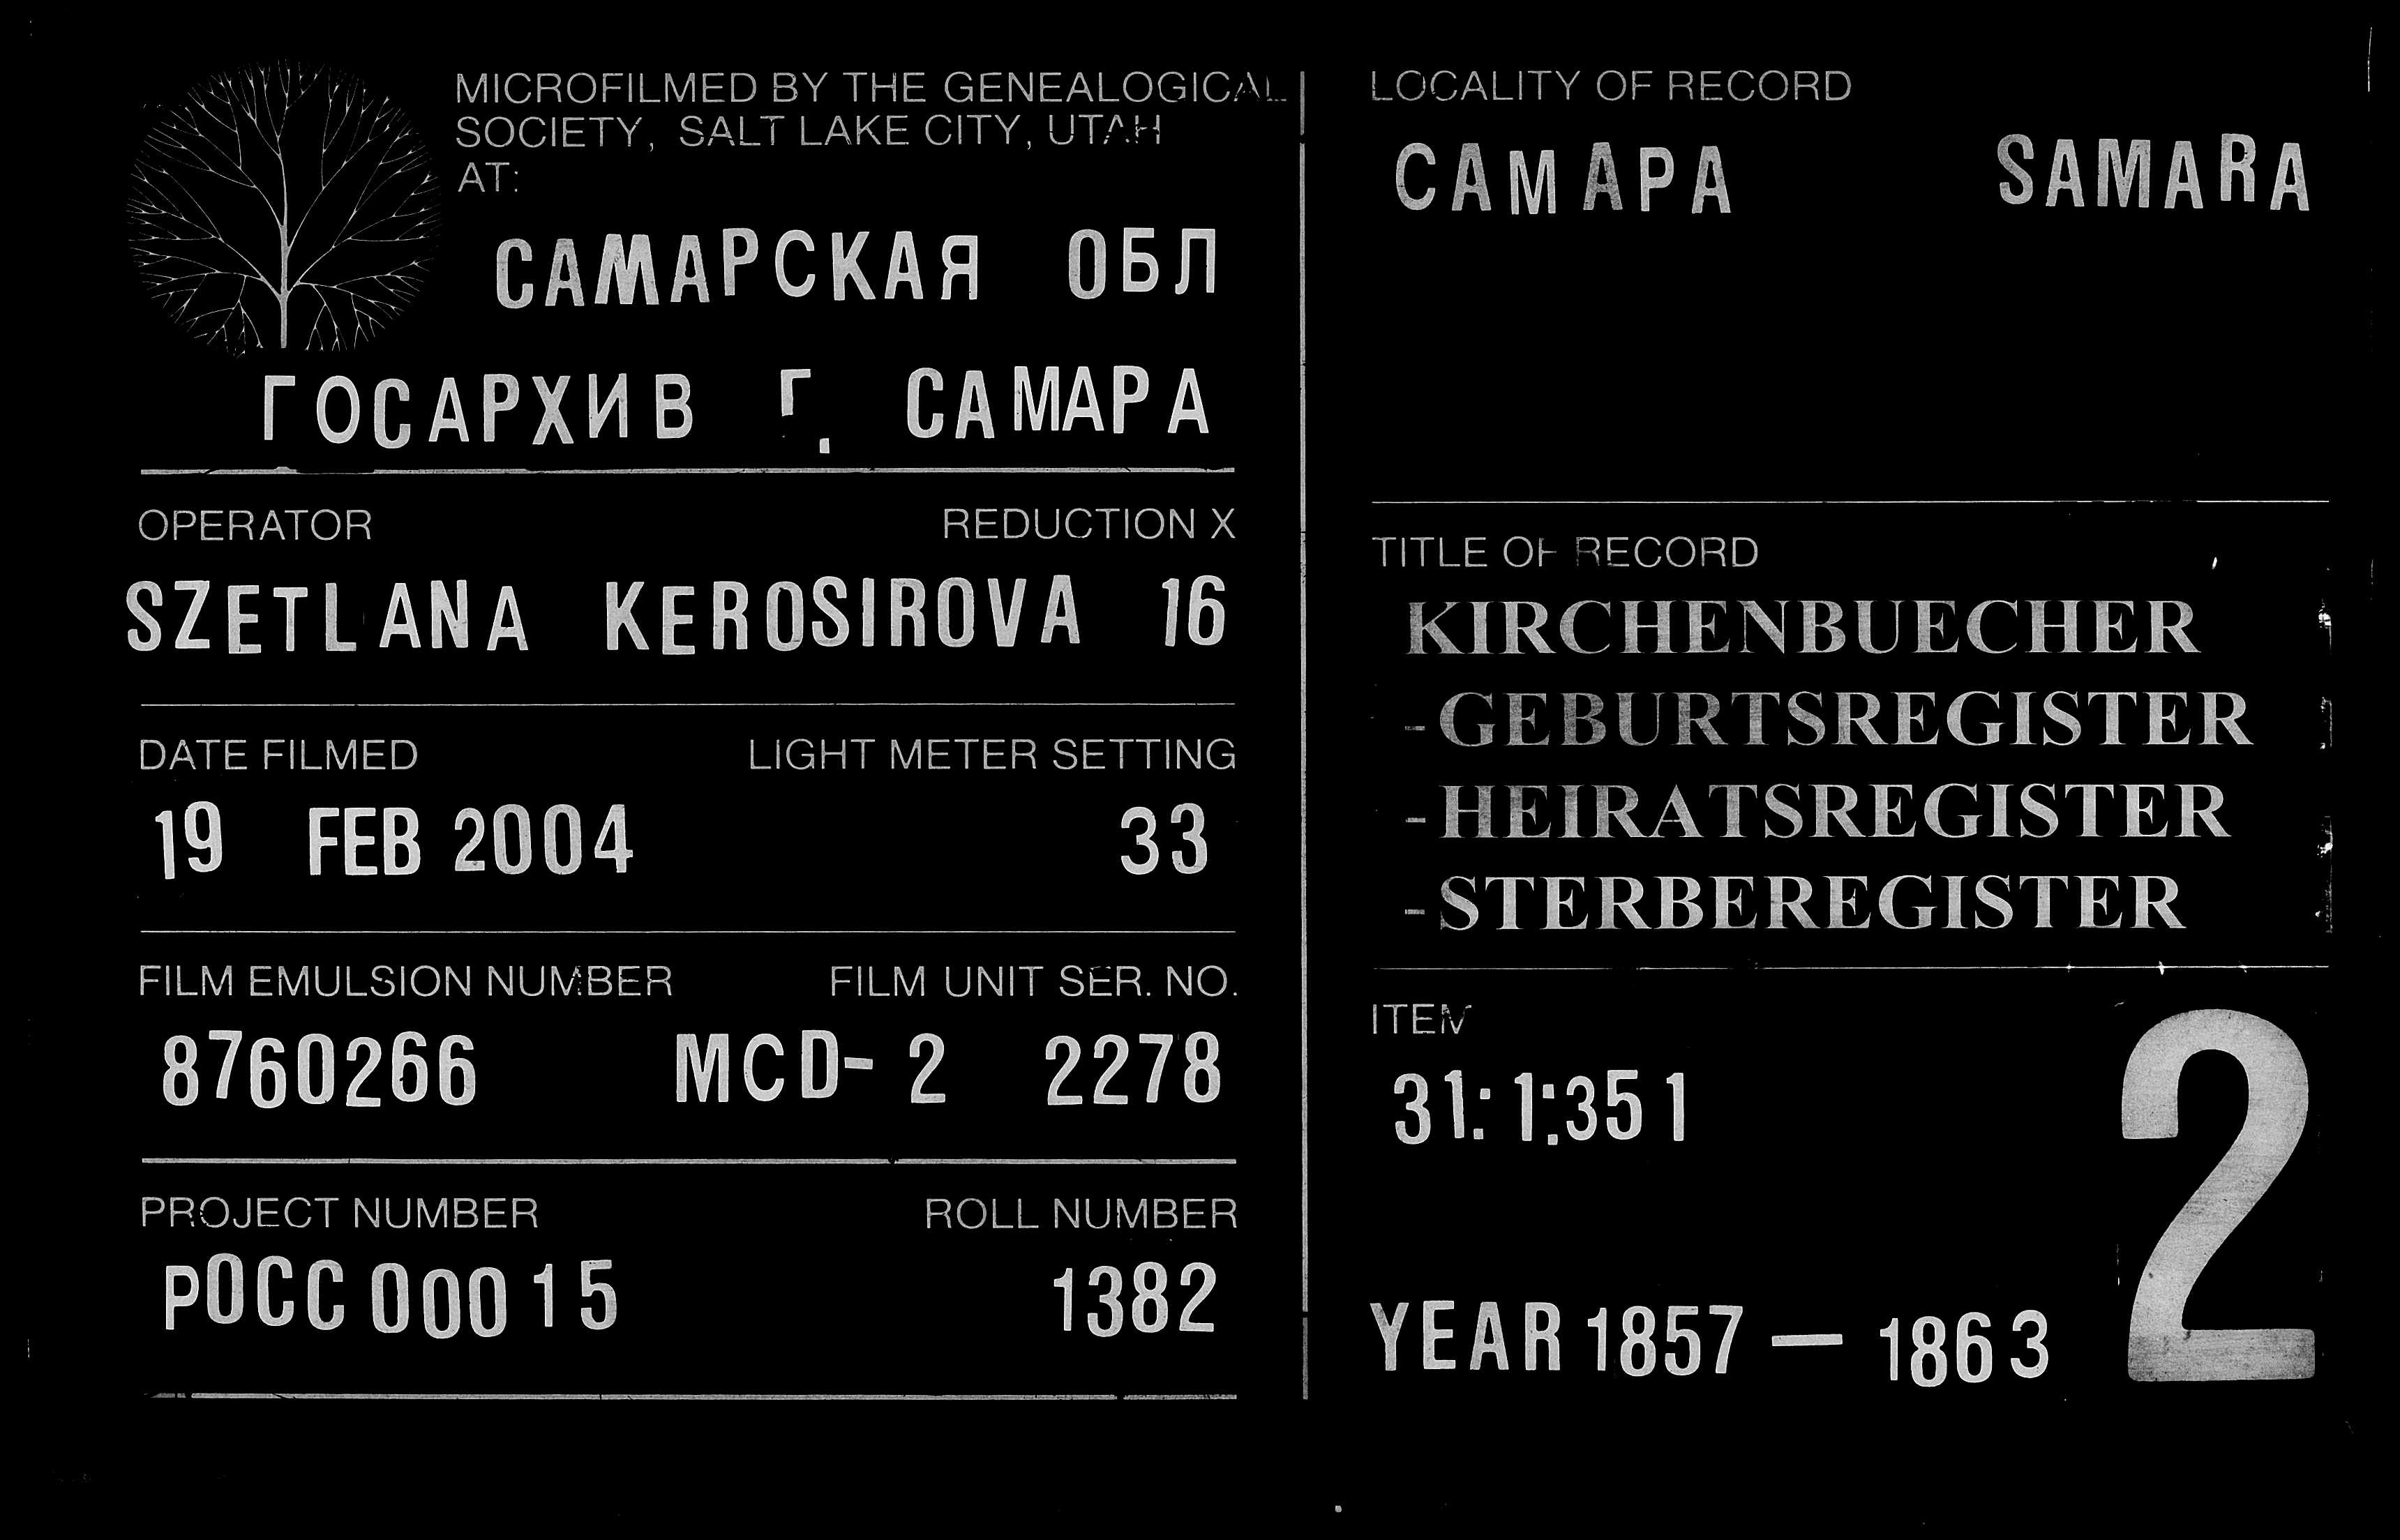 MICROFILMED BY THE GENEALOGICAL
SOCIETY, SALT LAKE CITY, UTAH
AT:
САМАРСКАЯ ОБЛ
ГОСАРХИВ Г. САМАРА
OPERATOR REDUCTION X
SZETLANA KEROSIROVA 16
DATE FILMED LIGHT METER SETTING
19 FEB 2004 33
FILM EMULSION NUMBER FILM UNIT SER. NO.
8760266 MCD-2 2278
PROJECT NUMBER ROLL NUMBER
РОСС00015 1382
LOCALITY OF RECORD
САМАРА SAMARA
TITLE OF RECORD
KIRCHENBUECHER
-GEBURTSREGISTER
-HEIRATSREGISTER
-STERBEREGISTER
ITEM
31:1:351
2
YEAR 1857 — 1863